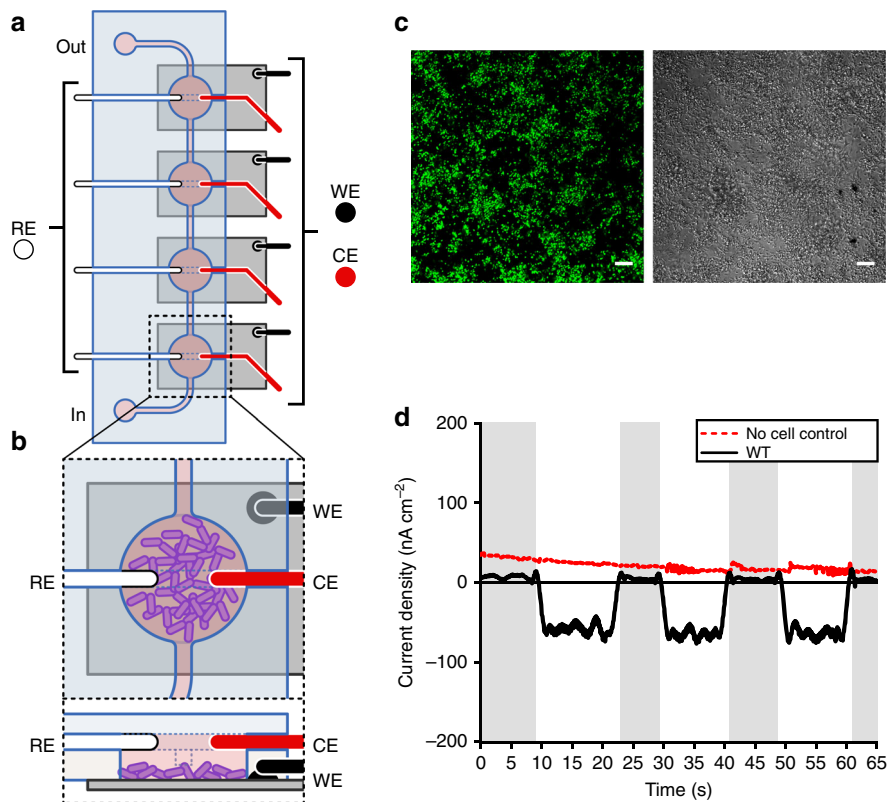 a
Out
RE
WE
CE
In
b
WE
RE
CE
RE
CE
WE
c
d
200
100
0
−100
−200
Current density (nA cm−2)
No cell control
WT
0 5 10 15 20 25 30 35 40 45 50 55 60 65
Time (s)